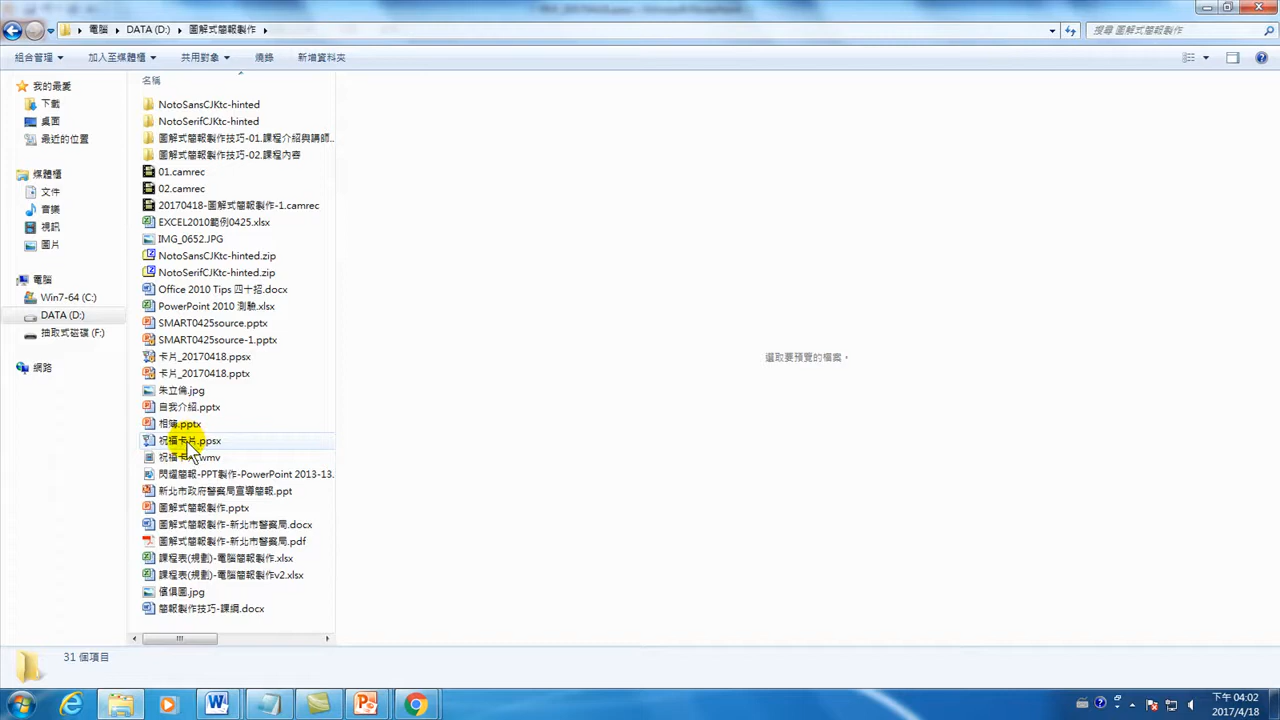 電腦 ▸ DATA (D:) ▸ 圖解式簡報製作 ▸
搜尋 圖解式簡報製作
組合管理 加入至媒體櫃 共用對象 燒錄 新增資料夾
我的最愛
下載
桌面
最近的位置
媒體櫃
文件
音樂
視訊
圖片
電腦
Win7-64 (C:)
DATA (D:)
抽取式磁碟 (F:)
網路
名稱
NotoSansCJKtc-hinted
NotoSerifCJKtc-hinted
圖解式簡報製作技巧-01.課程介紹與講師...
圖解式簡報製作技巧-02.課程內容
01.camrec
02.camrec
20170418-圖解式簡報製作-1.camrec
EXCEL2010範例0425.xlsx
IMG_0652.JPG
NotoSansCJKtc-hinted.zip
NotoSerifCJKtc-hinted.zip
Office 2010 Tips 四十招.docx
PowerPoint 2010 測驗.xlsx
SMART0425source.pptx
SMART0425source-1.pptx
卡片_20170418.ppsx
卡片_20170418.pptx
朱立倫.jpg
自我介紹.pptx
相簿.pptx
祝福卡片.ppsx
祝福卡.wmv
閃耀簡報-PPT製作-PowerPoint 2013-13.
新北市政府警察局宣導簡報.ppt
圖解式簡報製作.pptx
圖解式簡報製作-新北市警察局.docx
圖解式簡報製作-新北市警察局.pdf
課程表(規劃)-電腦簡報製作.xlsx
課程表(規劃)-電腦簡報製作v2.xlsx
傢俱圖.jpg
簡報製作技巧-課綱.docx
選取要預覽的檔案。
31 個項目
下午 04:02
2017/4/18